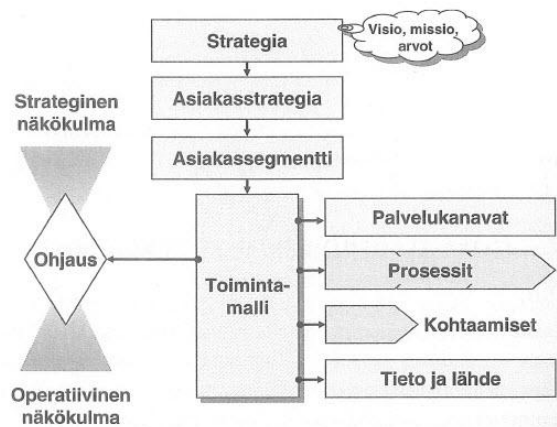 Visio, missio,
arvot
Strategia
Strateginen
näkökulma
Asiakasstrategia
Asiakassegmentti
Ohjaus
Toiminta-
malli
Palvelukanavat
Prosessit
Kohtaamiset
Tieto ja lähde
Operatiivinen
näkökulma